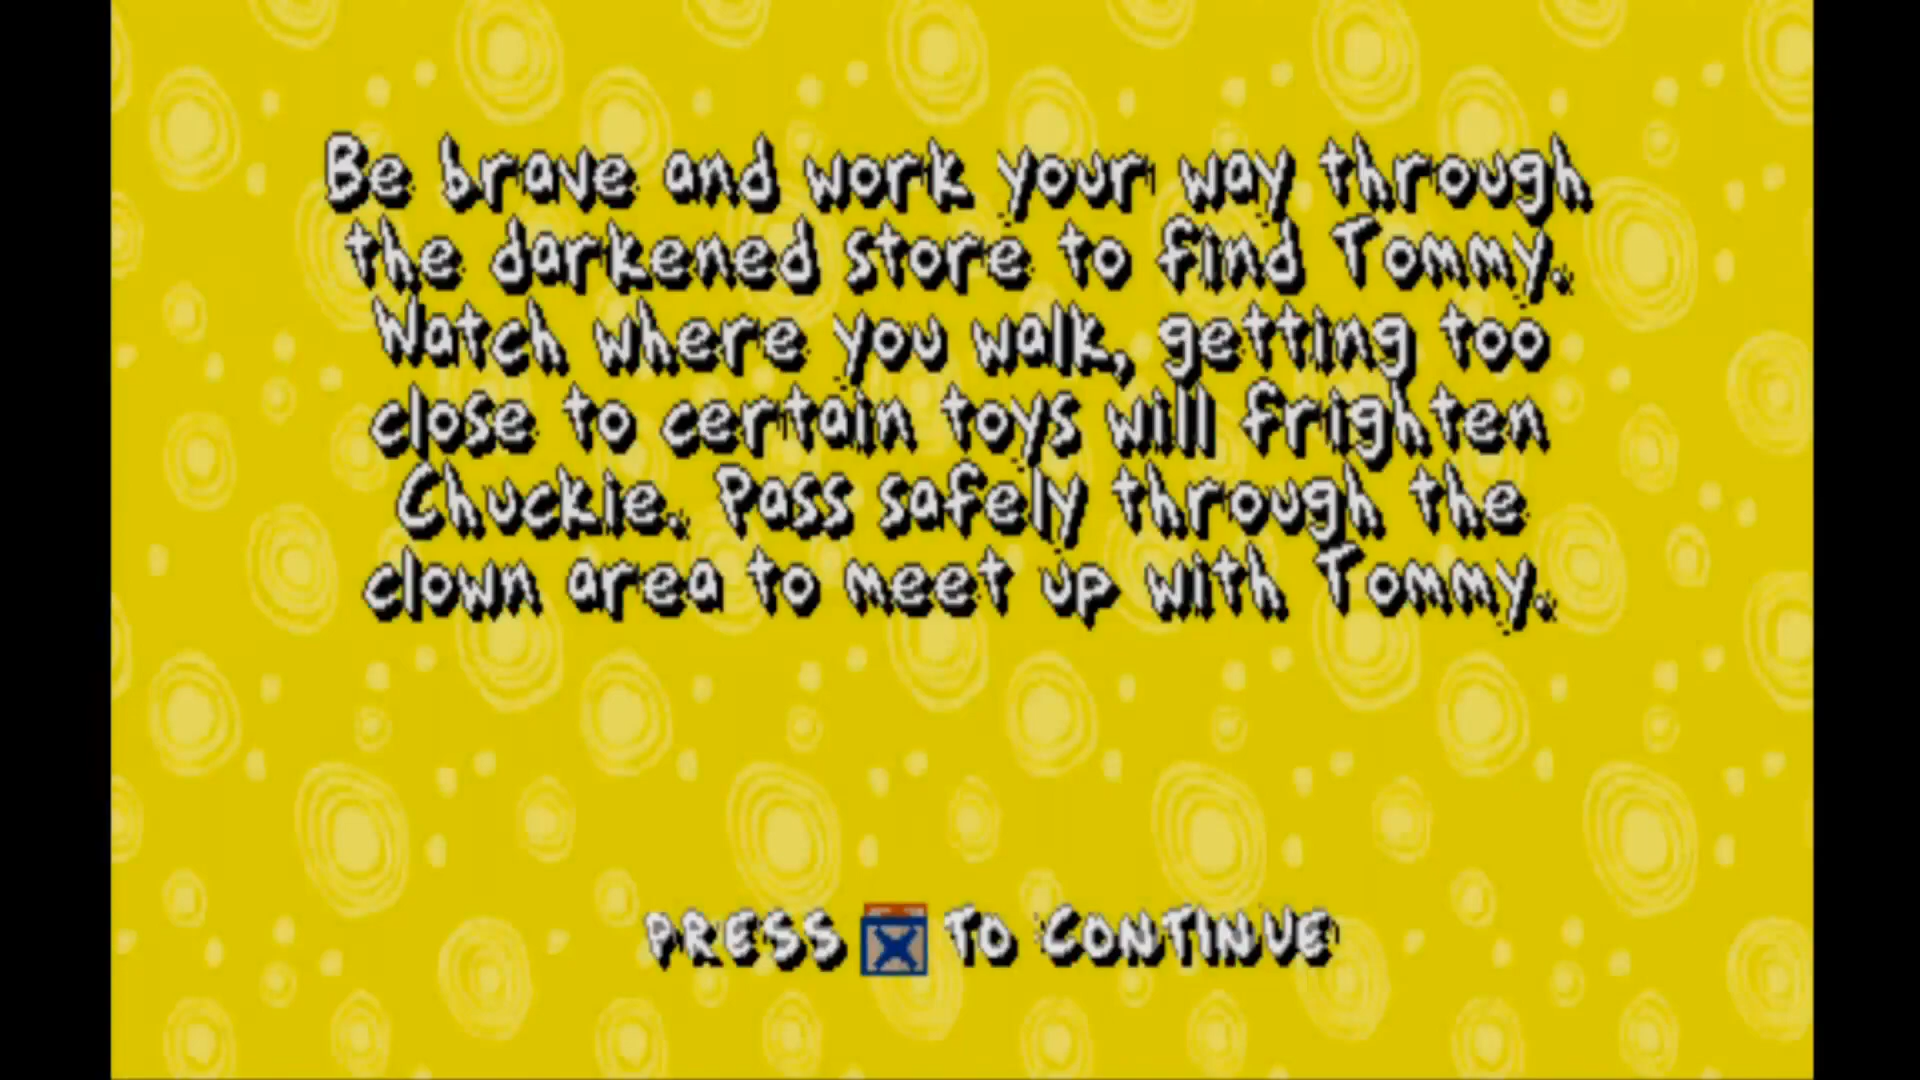 Be brave and work your way through
the darkened store to find Tommy.
Watch where you walk, getting too
close to certain toys will frighten
Chuckie. Pass safely through the
clown area to meet up with Tommy.
PRESS X TO CONTINUE